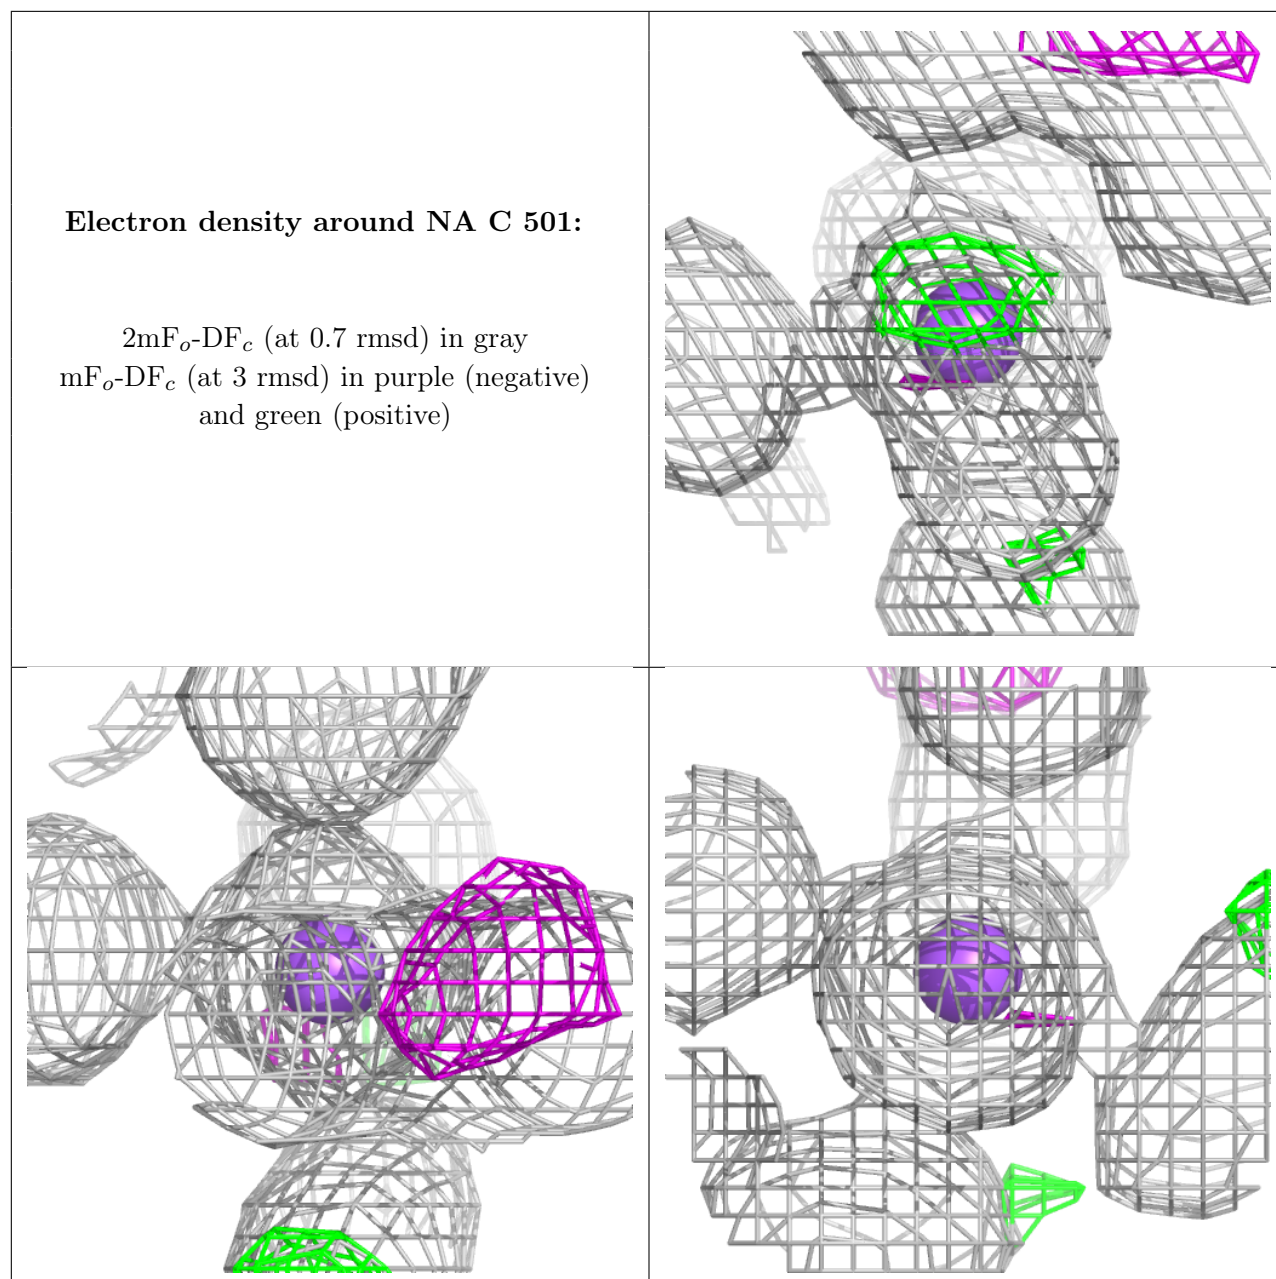 Electron density around NA C 501:
2mFo-DFc (at 0.7 rmsd) in gray
mFo-DFc (at 3 rmsd) in purple (negative)
and green (positive)